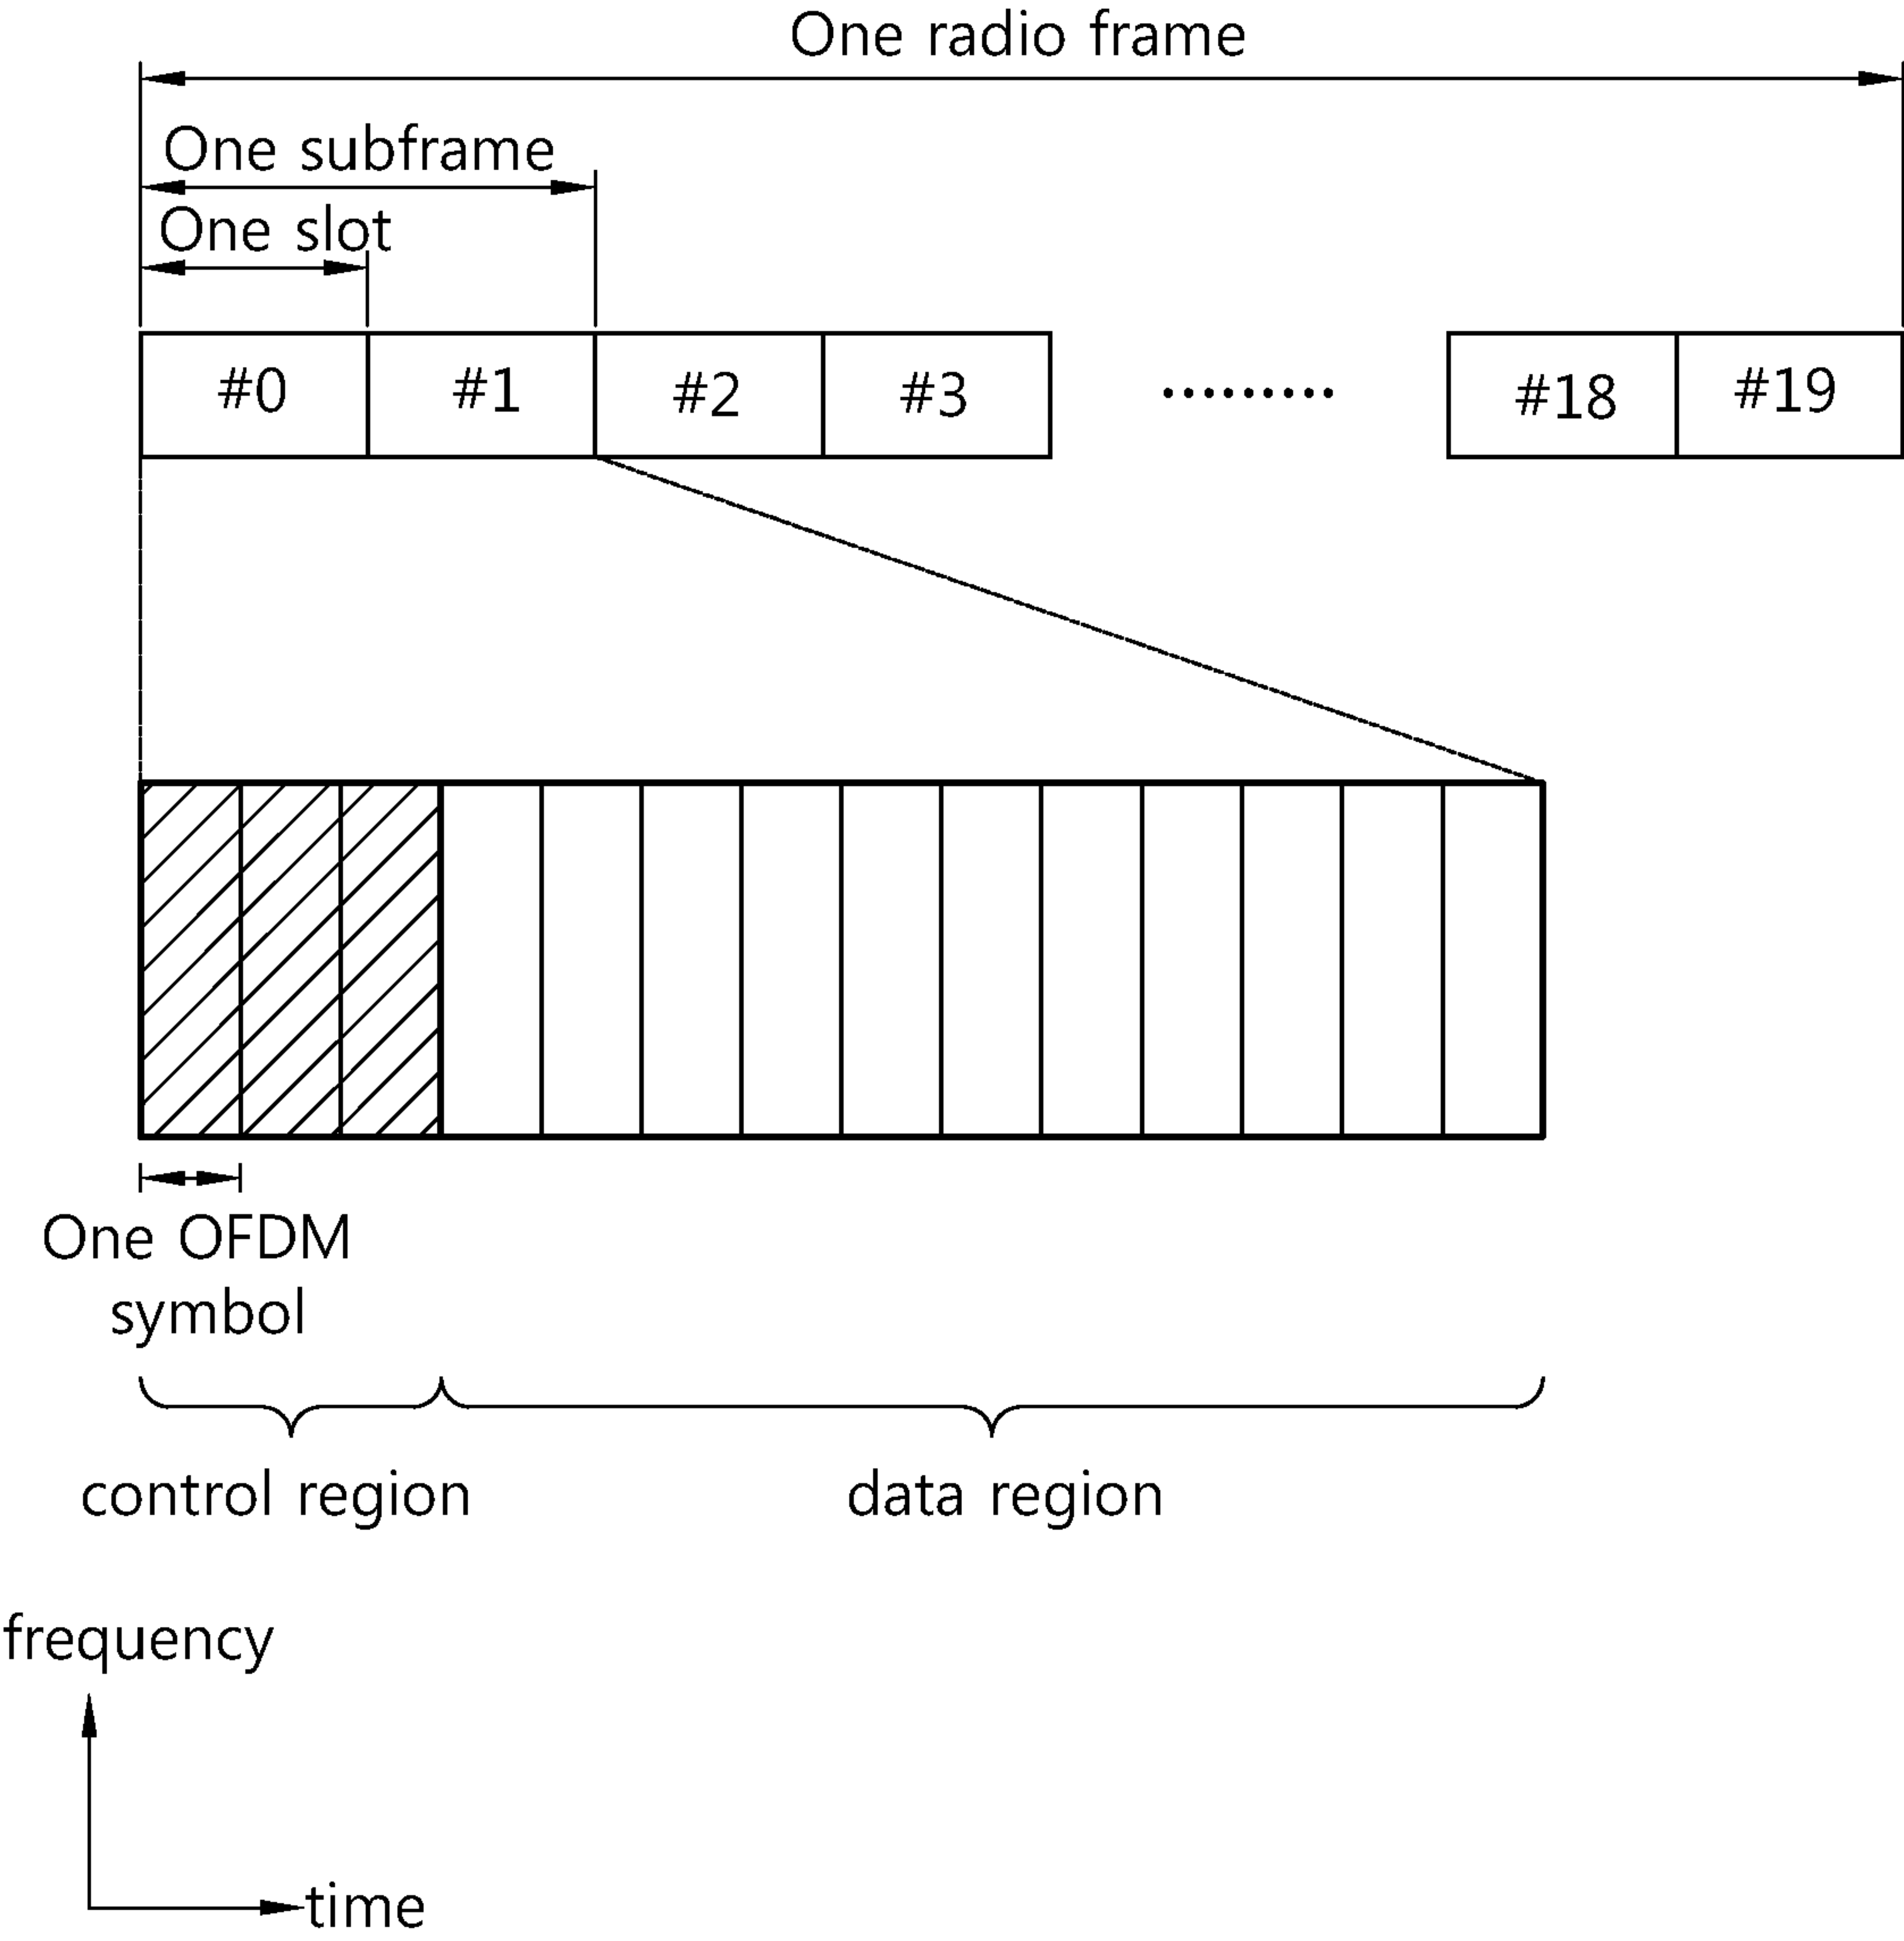 One radio frame
One subframe
One slot
#0 #1 #2 #3 ......... #18 #19
One OFDM
symbol
control region data region
frequency
time